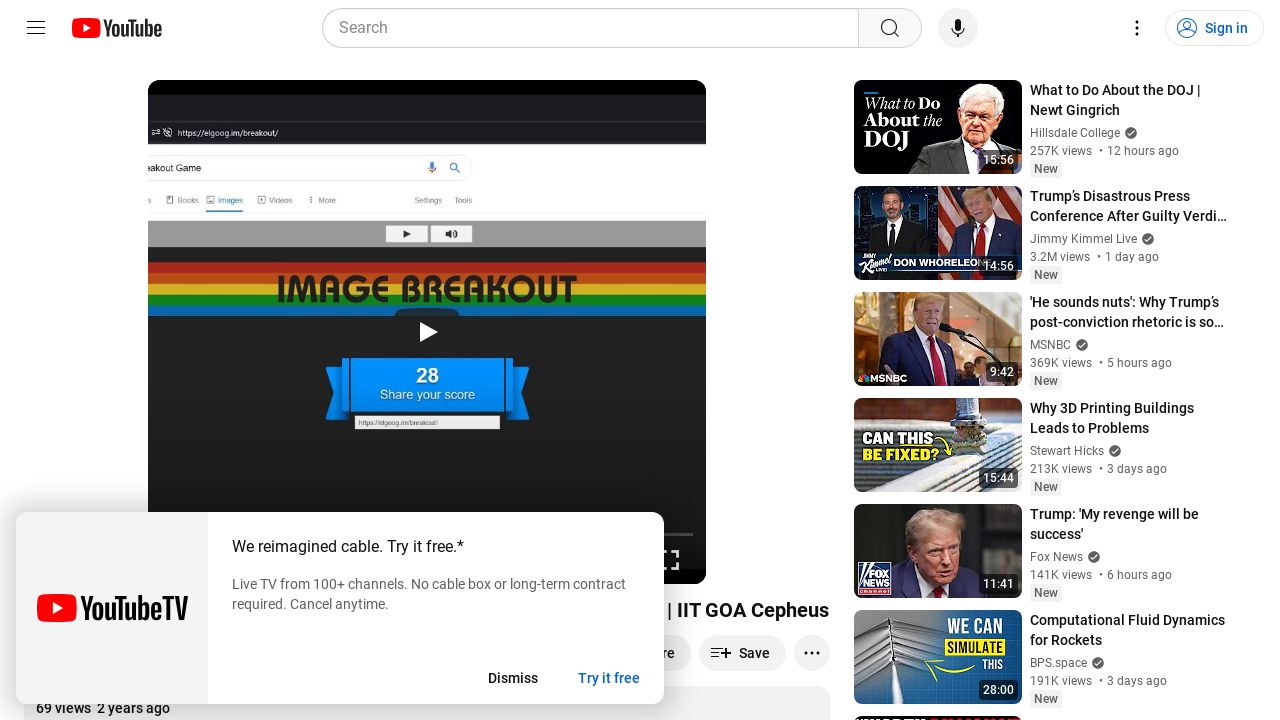 YouTube
Search
Sign in
https://elgoog.im/breakout/
eakout Game
s
Books
Images
Videos
More
Settings
Tools
IMAGE BREAKOUT
28
Share your score
https://elgoog.im/breakout/
| IIT GOA Cepheus
re
Save
69 views 2 years ago
YouTubeTV
We reimagined cable. Try it free.*
Live TV from 100+ channels. No cable box or long-term contract
required. Cancel anytime.
Dismiss
Try it free
What to Do
About the
DOJ
15:56
What to Do About the DOJ |
Newt Gingrich
Hillsdale College
257K views • 12 hours ago
New
JIMMY
KIMMEL
LIVE!
DON WHORELEONE
14:56
Trump’s Disastrous Press
Conference After Guilty Verdi...
Jimmy Kimmel Live
3.2M views • 1 day ago
New
MSNBC
9:42
'He sounds nuts': Why Trump’s
post-conviction rhetoric is so...
MSNBC
369K views • 5 hours ago
New
CAN THIS
BE FIXED?
15:44
Why 3D Printing Buildings
Leads to Problems
Stewart Hicks
213K views • 3 days ago
New
FOX
NEWS
channel
11:41
Trump: 'My revenge will be
success'
Fox News
141K views • 6 hours ago
New
WE CAN
SIMULATE
THIS
28:00
Computational Fluid Dynamics
for Rockets
BPS.space
191K views • 3 days ago
New